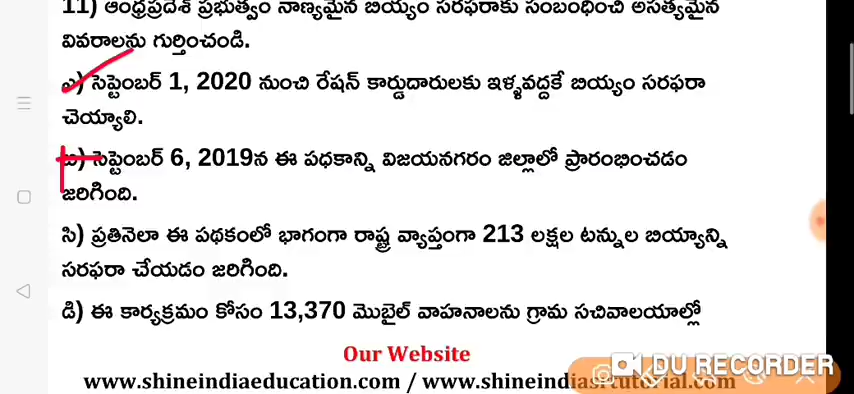 11) ఆంధ్రప్రదేశ్ ప్రభుత్వం నాణ్యమైన బియ్యం సరఫరాకు సంబంధించి అసత్యమైన
వివరాలను గుర్తించండి.
ఎ) సెప్టెంబర్ 1, 2020 నుంచి రేషన్ కార్డుదారులకు ఇళ్ళవద్దకే బియ్యం సరఫరా
చెయ్యాలి.
బి) సెప్టెంబర్ 6, 2019న ఈ పధకాన్ని విజయనగరం జిల్లాలో ప్రారంభించడం
జరిగింది.
సి) ప్రతినెలా ఈ పథకంలో భాగంగా రాష్ట్ర వ్యాప్తంగా 213 లక్షల టన్నుల బియ్యాన్ని
సరఫరా చేయడం జరిగింది.
డి) ఈ కార్యక్రమం కోసం 13,370 మొబైల్ వాహనాలను గ్రామ సచివాలయాల్లో
Our Website
DU RECORDER
www.shineindiaeducation.com / www.shineindiasrtutorial.com